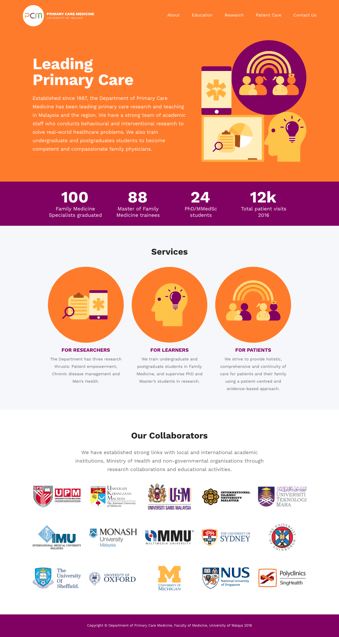 PCM PRIMARY CARE MEDICINE
UNIVERSITY OF MALAYA
About Education Research Patient Care Contact Us
Leading
Primary Care
Established since 1987, the Department of Primary Care
Medicine has been leading primary care research and teaching
in Malaysia and the region. We have a strong team of academic
staff who conducts behavioural and interventional research to
solve real-world healthcare problems. We also train
undergraduate and postgraduates students to become
competent and compassionate family physicians.
100 88 24 12k
Family Medicine Master of Family PhD/MMedSc Total patient visits
Specialists graduated Medicine trainees students 2016
Services
FOR RESEARCHERS FOR LEARNERS FOR PATIENTS
The Department has three research We train undergraduate and We strive to provide holistic,
thrusts: Patient empowerment, postgraduate students in Family comprehensive and continuity of
Chronic disease management and Medicine, and supervise PhD and care for patients and their family
Men's Health. Master's students in research. using a patient-centred and
evidence-based approach.
Our Collaborators
We have established strong links with local and international academic
institutions, Ministry of Health and non-governmental organisations through
research collaborations and educational activities.
UPM UNIVERSITI KEBANGSAAN MALAYSIA USM UNIVERSITI SAINS MALAYSIA INTERNATIONAL ISLAMIC UNIVERSITY MALAYSIA UNIVERSITI TEKNOLOGI MARA
IMU INTERNATIONAL MEDICAL UNIVERSITY MALAYSIA MONASH University Malaysia MMU MULTIMEDIA UNIVERSITY THE UNIVERSITY OF SYDNEY
The University Of Sheffield. UNIVERSITY OF OXFORD M UNIVERSITY OF MICHIGAN NUS National University of Singapore Polyclinics SingHealth
Copyright © Department of Primary Care Medicine, Faculty of Medicine, University of Malaya 2016